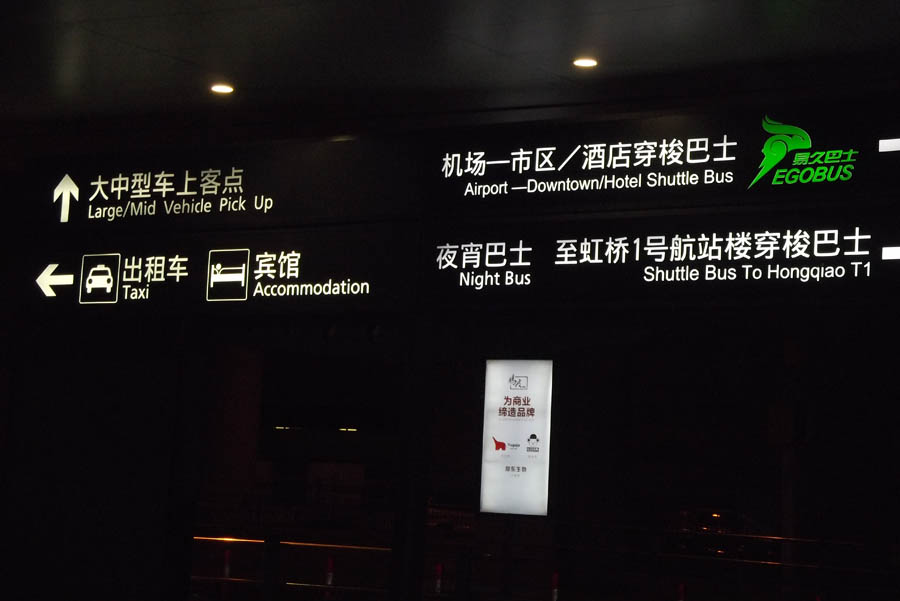 大中型车上客点
Large/Mid Vehicle Pick Up
出租车
Taxi
宾馆
Accommodation
机场—市区／酒店穿梭巴士
Airport —Downtown/Hotel Shuttle Bus
易久巴士
EGOBUS
夜宵巴士
Night Bus
至虹桥1号航站楼穿梭巴士
Shuttle Bus To Hongqiao T1
为商业
缔造品牌